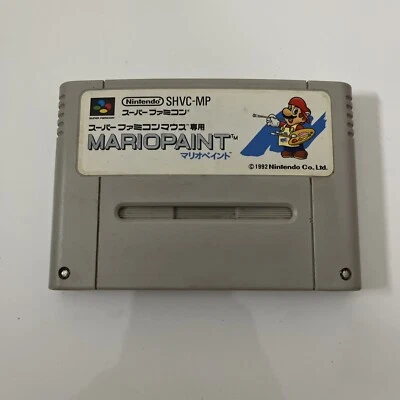 Nintendo SHVC-MP
スーパーファミコン
スーパーファミコンマウス専用
MARIOPAINT™
マリオペイント
©1992 Nintendo Co., Ltd.